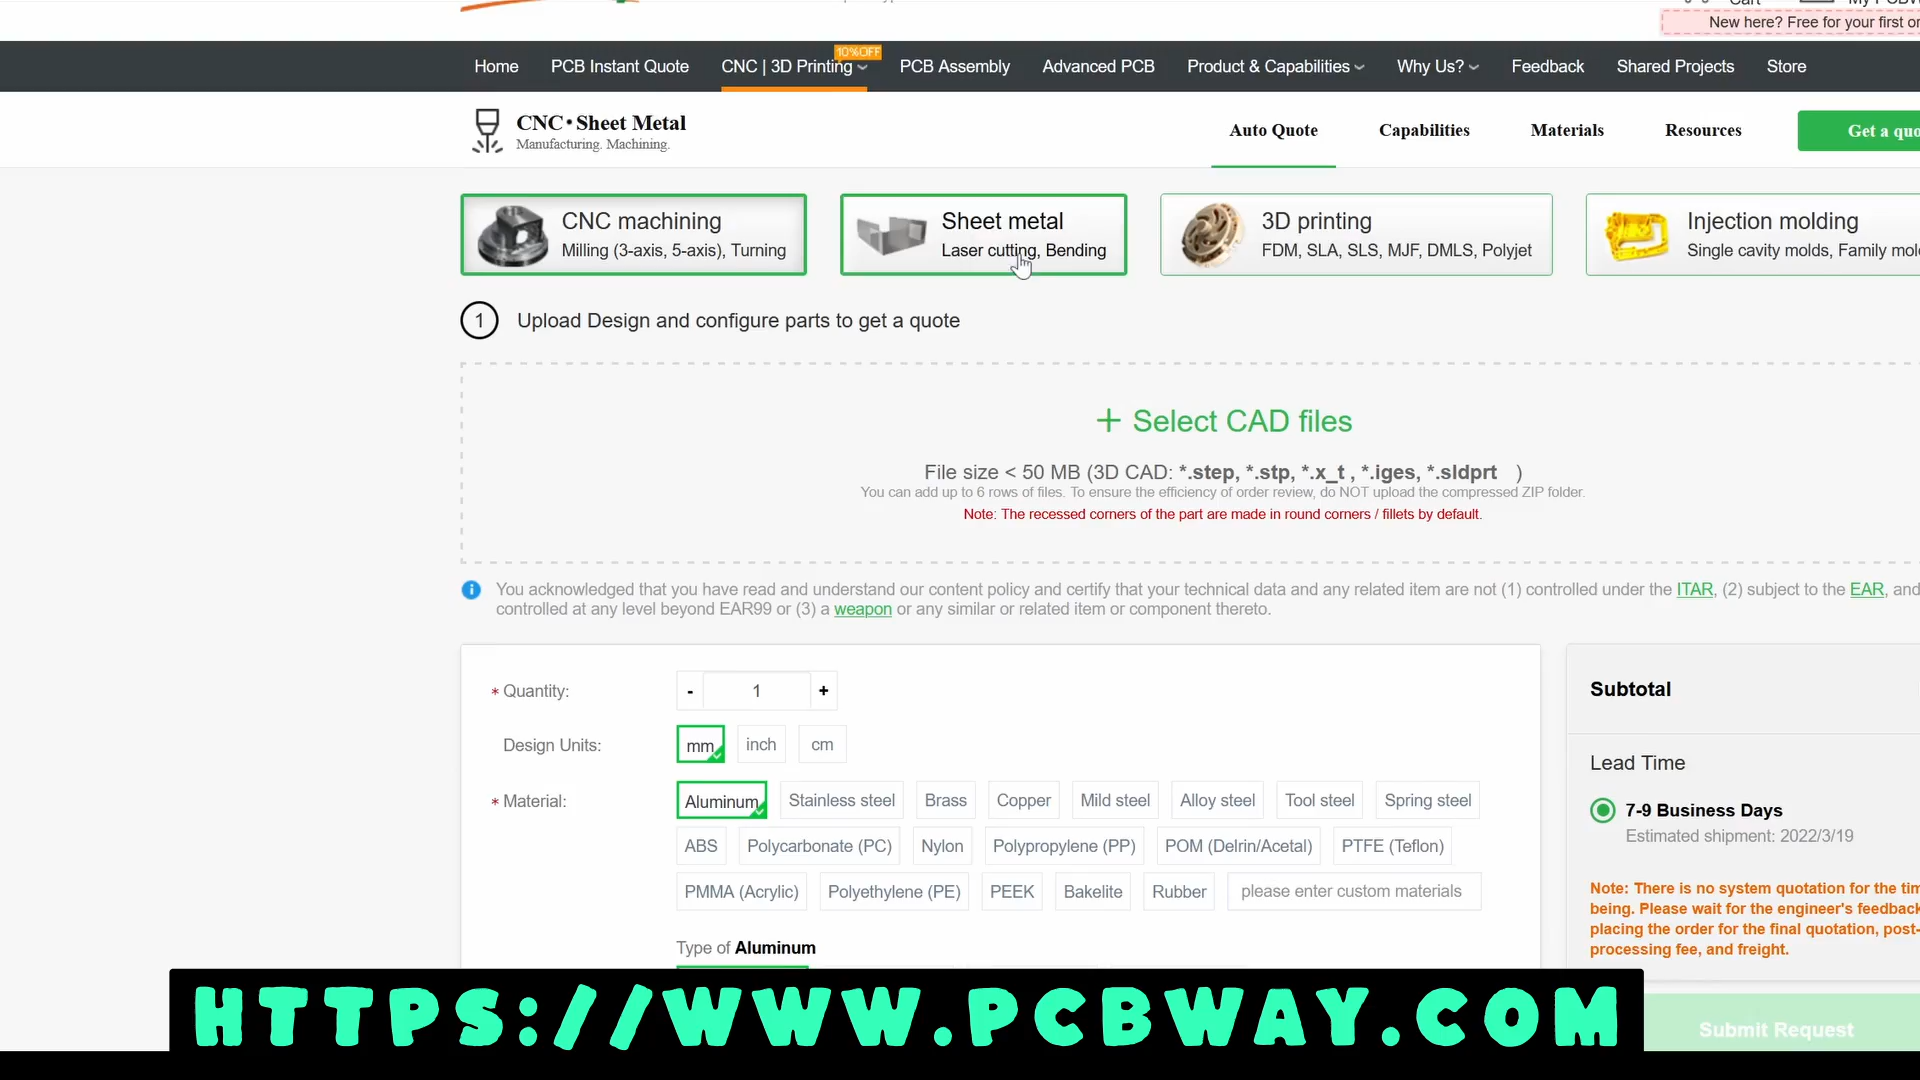 New here? Free for your first
Home PCB Instant Quote CNC | 3D Printing 10%OFF PCB Assembly Advanced PCB Product & Capabilities Why Us? Feedback Shared Projects Store
CNC•Sheet Metal
Manufacturing. Machining.
Auto Quote Capabilities Materials Resources Get a quo
CNC machining
Milling (3-axis, 5-axis), Turning
Sheet metal
Laser cutting, Bending
3D printing
FDM, SLA, SLS, MJF, DMLS, Polyjet
Injection molding
Single cavity molds, Family
1 Upload Design and configure parts to get a quote
+ Select CAD files
File size < 50 MB (3D CAD: *.step, *.stp, *.x_t , *.iges, *.sldprt )
You can add up to 6 rows of files. To ensure the efficiency of order review, do NOT upload the compressed ZIP folder.
Note: The recessed corners of the part are made in round corners / fillets by default.
You acknowledged that you have read and understand our content policy and certify that your technical data and any related item are not (1) controlled under the ITAR, (2) subject to the EAR, and
controlled at any level beyond EAR99 or (3) a weapon or any similar or related item or component thereto.
* Quantity: - 1 +
Design Units: mm inch cm
* Material: Aluminum Stainless steel Brass Copper Mild steel Alloy steel Tool steel Spring steel
ABS Polycarbonate (PC) Nylon Polypropylene (PP) POM (Delrin/Acetal) PTFE (Teflon)
PMMA (Acrylic) Polyethylene (PE) PEEK Bakelite Rubber please enter custom materials
Type of Aluminum
Subtotal
Lead Time
7-9 Business Days
Estimated shipment: 2022/3/19
Note: There is no system quotation for the tim
being. Please wait for the engineer's feedback
placing the order for the final quotation, post-
processing fee, and freight.
Submit Request
HTTPS://WWW.PCBWAY.COM